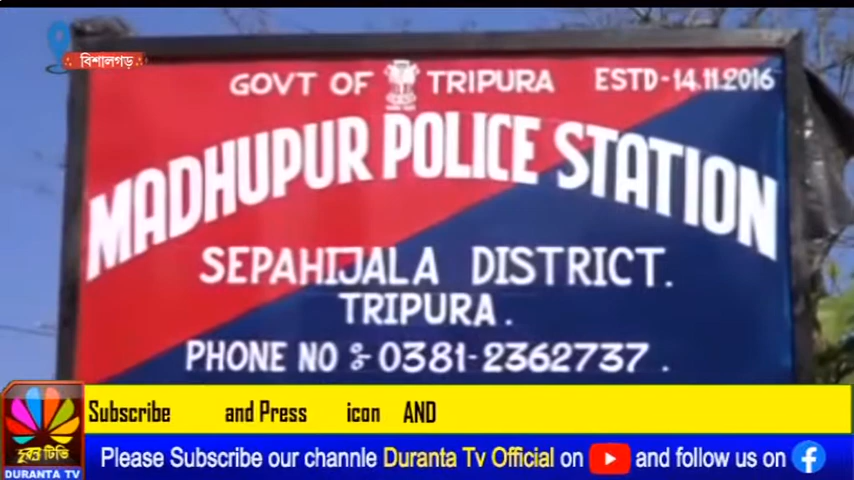 বিশালগড়
GOVT OF TRIPURA ESTD-14.11.2016
MADHUPUR POLICE STATION
SEPAHIJALA DISTRICT.
TRIPURA.
PHONE NO :- 0381-2362737.
Subscribe and Press icon AND
দুরন্ত টিভি
DURANTA TV
Please Subscribe our channle Duranta Tv Official on and follow us on